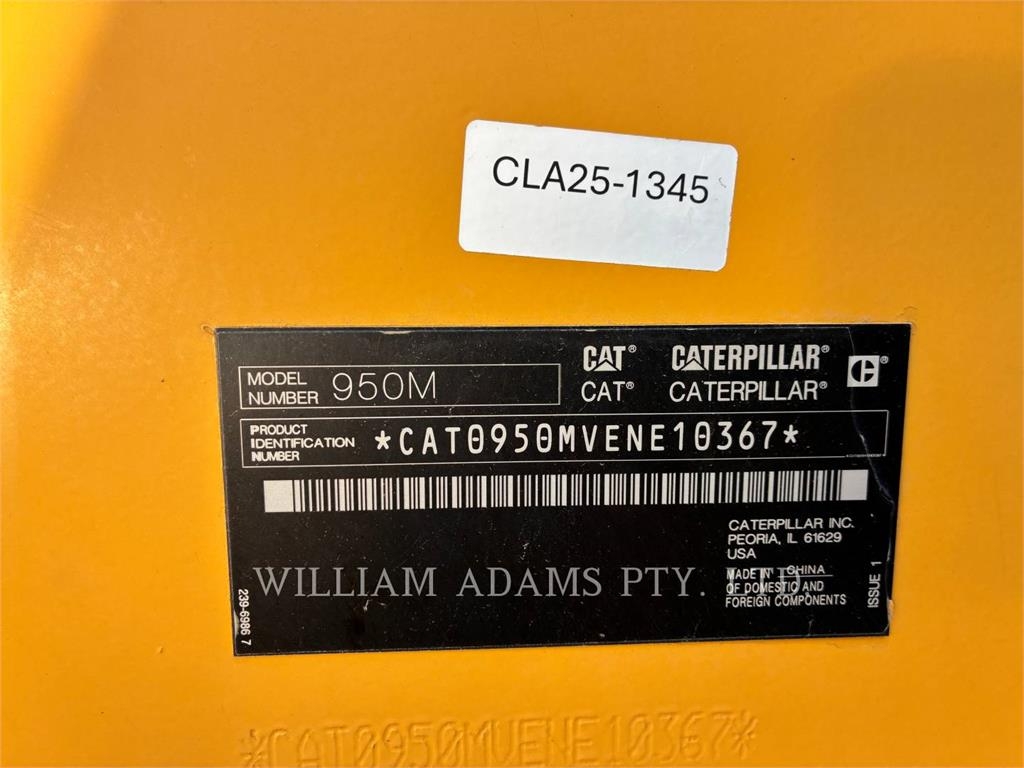 CLA25-1345
CAT® CATERPILLAR®
MODEL NUMBER 950M
CAT® CATERPILLAR®
PRODUCT IDENTIFICATION NUMBER *CAT0950MVENE10367*
CATERPILLAR INC.
PEORIA, IL 61629
USA
MADE IN CHINA
OF DOMESTIC AND
FOREIGN COMPONENTS
ISSUE 1
239-6986 7
WILLIAM ADAMS PTY. LTD.
*CAT0950MVENE10367*